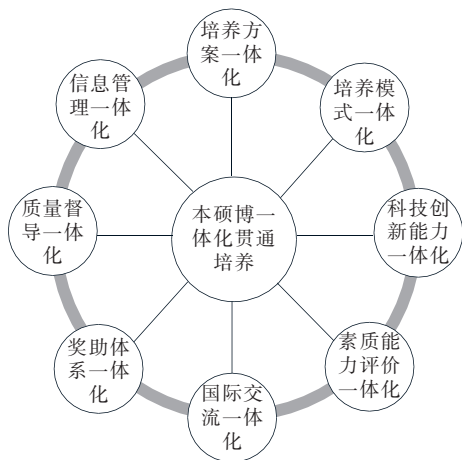 培养方
案一体
化
培养模
式一体
化
科技创
新能力
一体化
素质能
力评价
一体化
国际交
流一体
化
奖助体
系一体
化
质量督
导一体
化
信息管
理一体
化
本硕博一
体化贯通
培养